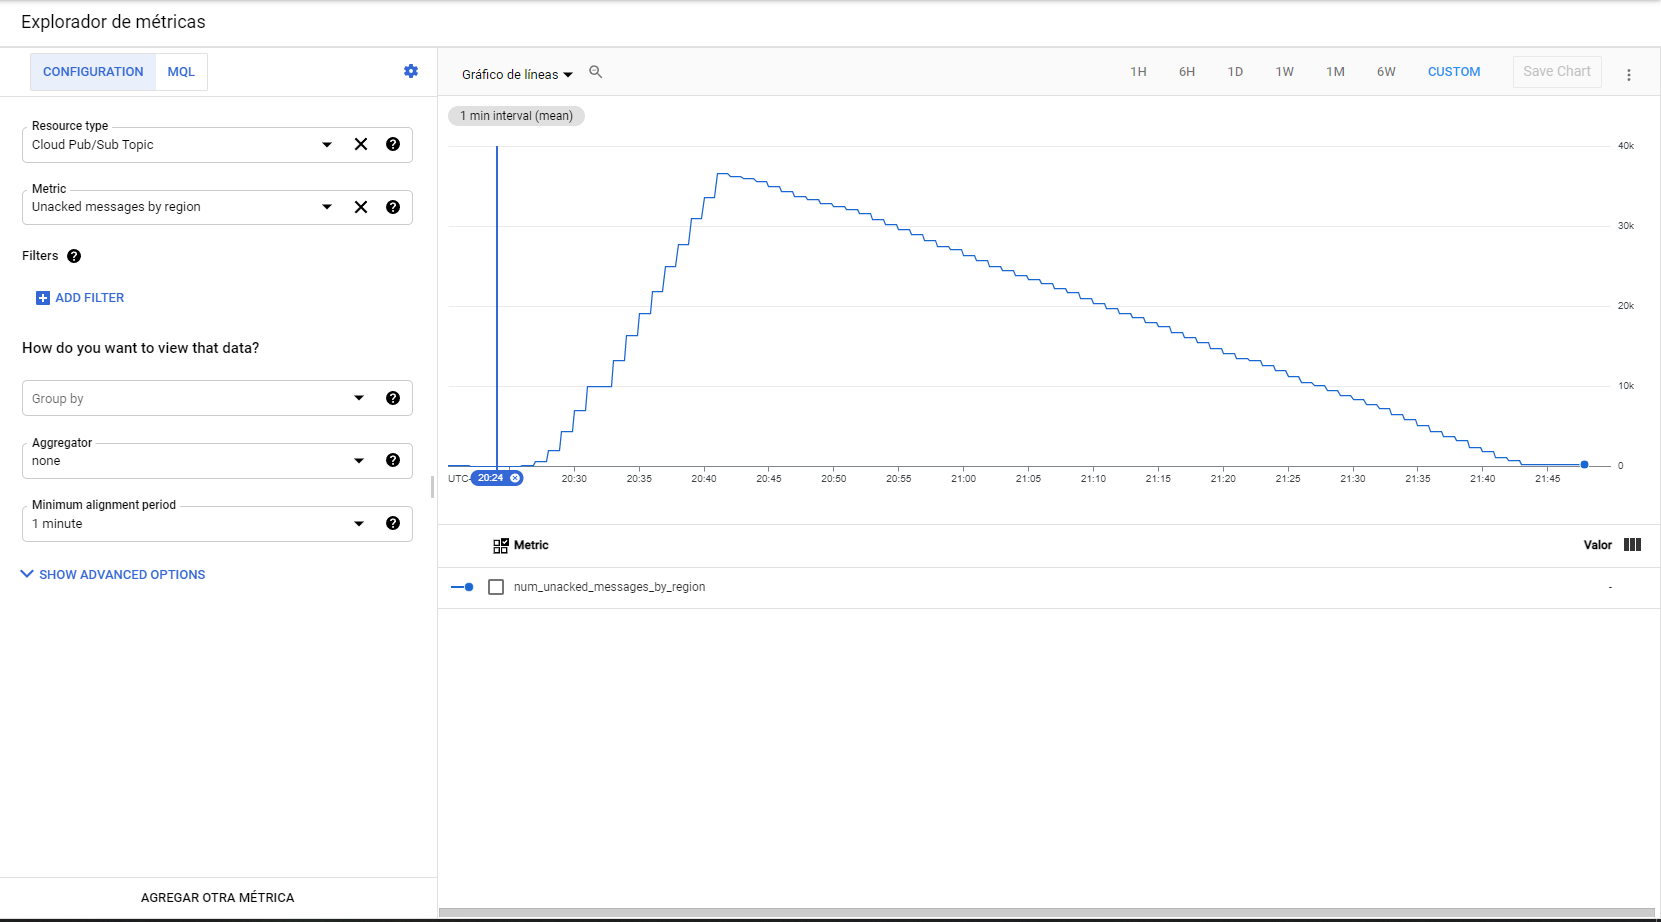 Explorador de métricas
CONFIGURATION MQL
Resource type
Cloud Pub/Sub Topic
Metric
Unacked messages by region
Filters
ADD FILTER
How do you want to view that data?
Group by
Aggregator
none
Minimum alignment period
1 minute
SHOW ADVANCED OPTIONS
AGREGAR OTRA MÉTRICA
Gráfico de líneas
1H 6H 1D 1W 1M 6W CUSTOM Save Chart
1 min interval (mean)
40k
30k
20k
10k
0
UTC- 20:24 20:30 20:35 20:40 20:45 20:50 20:55 21:00 21:05 21:10 21:15 21:20 21:25 21:30 21:35 21:40 21:45
Metric Valor
num_unacked_messages_by_region -